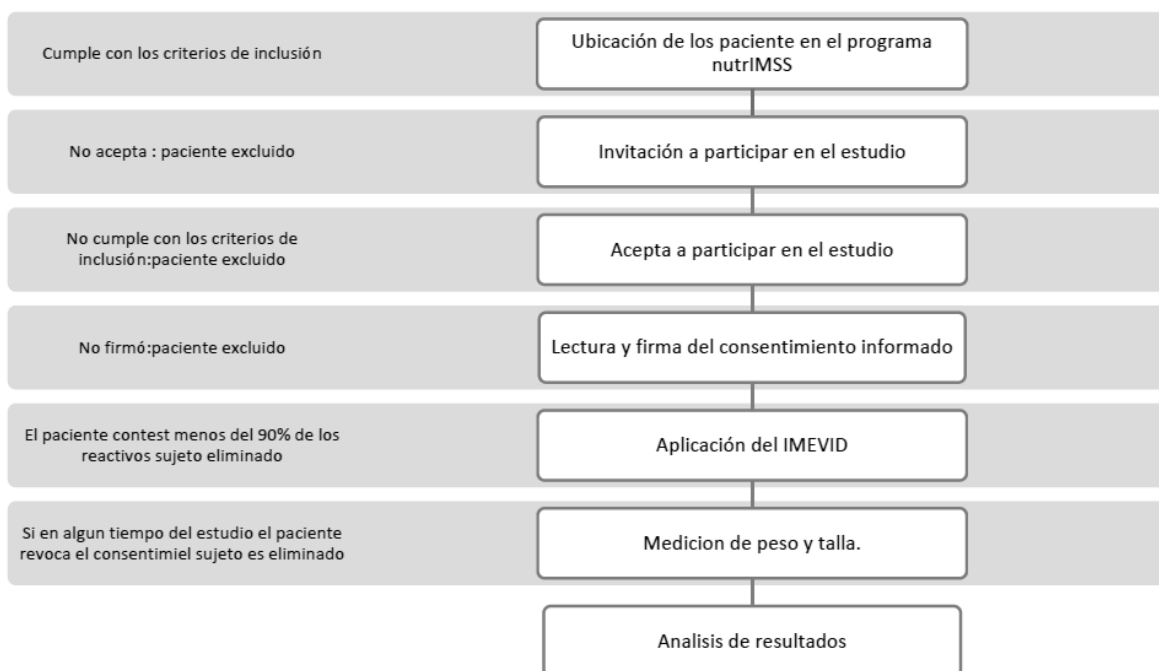 Cumple con los criterios de inclusión
Ubicación de los paciente en el programa
nutrIMSS
No acepta : paciente excluido
Invitación a participar en el estudio
No cumple con los criterios de
inclusión:paciente excluido
Acepta a participar en el estudio
No firmó:paciente excluido
Lectura y firma del consentimiento informado
El paciente contest menos del 90% de los
reactivos sujeto eliminado
Aplicación del IMEVID
Si en algun tiempo del estudio el paciente
revoca el consentimiel sujeto es eliminado
Medicion de peso y talla.
Analisis de resultados